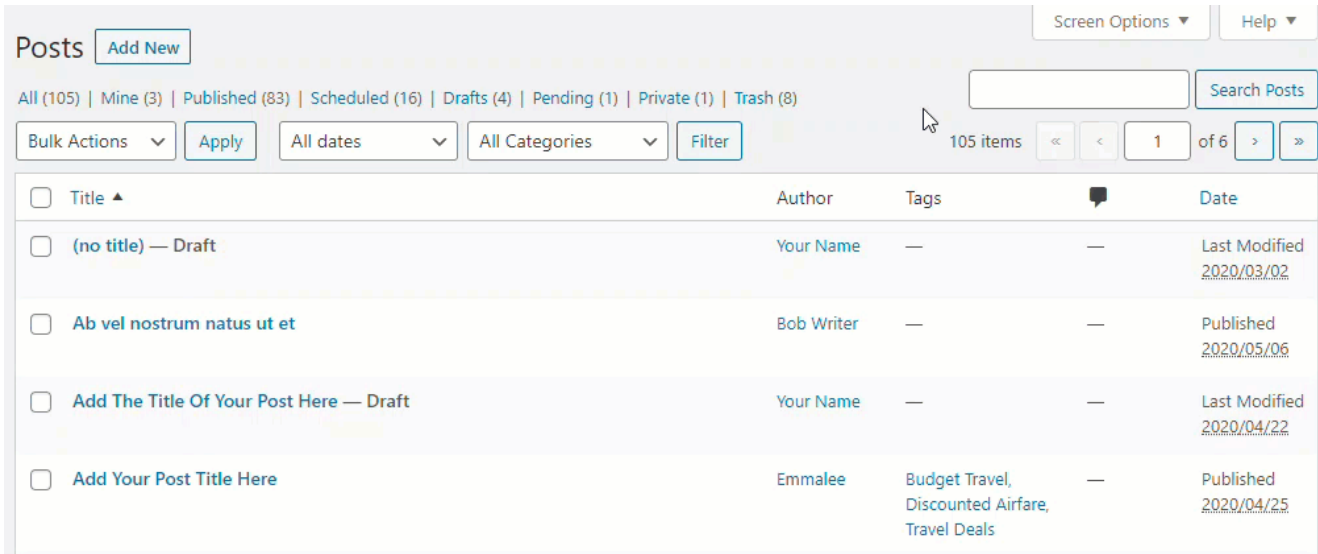 Screen Options ▼ Help ▼
Posts Add New
All (105) | Mine (3) | Published (83) | Scheduled (16) | Drafts (4) | Pending (1) | Private (1) | Trash (8) Search Posts
Bulk Actions Apply All dates All Categories Filter 105 items « ‹ 1 of 6 › »
Title ▲ Author Tags Date
(no title) — Draft Your Name — — Last Modified
2020/03/02
Ab vel nostrum natus ut et Bob Writer — — Published
2020/05/06
Add The Title Of Your Post Here — Draft Your Name — — Last Modified
2020/04/22
Add Your Post Title Here Emmalee Budget Travel, — Published
Discounted Airfare, 2020/04/25
Travel Deals